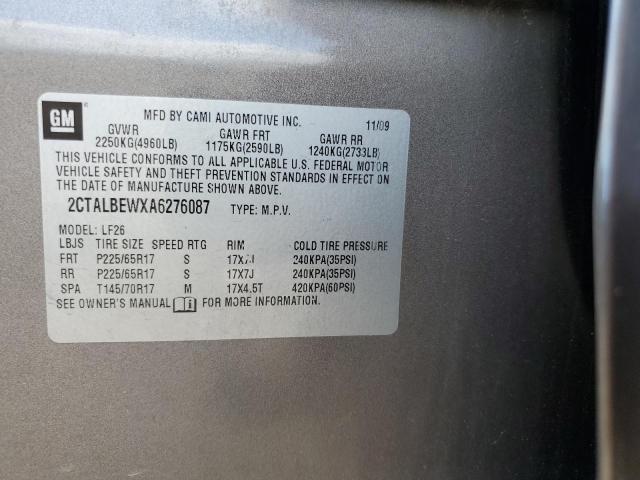 GM
MFD BY CAMI AUTOMOTIVE INC. 11/09
GVWR GAWR FRT GAWR RR
2250KG(4960LB) 1175KG(2590LB) 1240KG(2733LB)
THIS VEHICLE CONFORMS TO ALL APPLICABLE U.S. FEDERAL MOTOR
VEHICLE SAFETY AND THEFT PREVENTION STANDARDS IN EFFECT ON
THE DATE OF MANUFACTURE SHOWN ABOVE.
2CTALBEWXA6276087 TYPE: M.P.V.
MODEL: LF26
LBJS TIRE SIZE SPEED RTG RIM COLD TIRE PRESSURE
FRT P225/65R17 S 17X7J 240KPA(35PSI)
RR P225/65R17 S 17X7J 240KPA(35PSI)
SPA T145/70R17 M 17X4.5T 420KPA(60PSI)
SEE OWNER'S MANUAL FOR MORE INFORMATION.